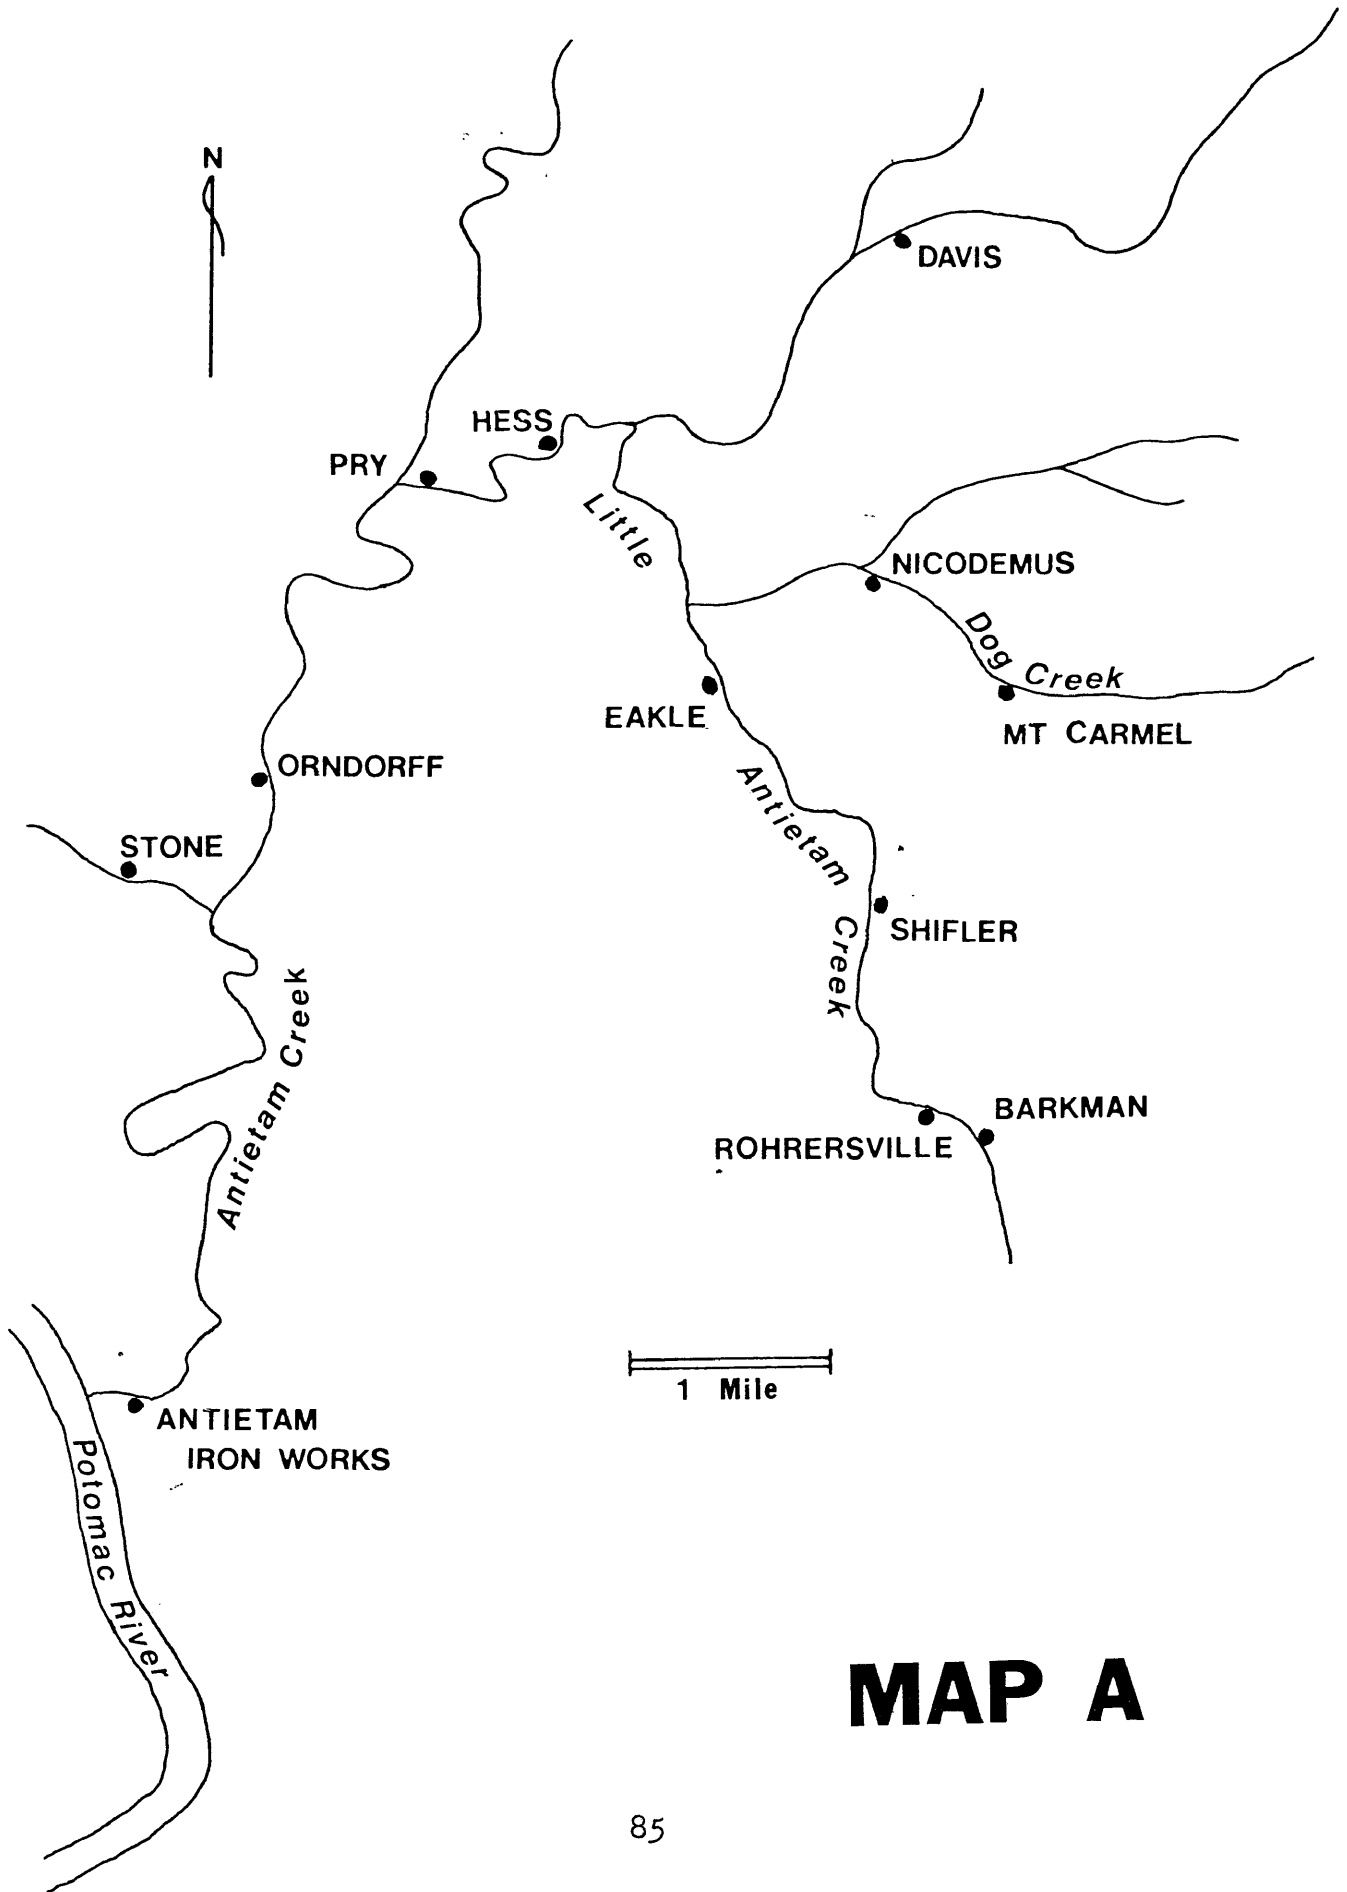 N
DAVIS
HESS
PRY
Little
NICODEMUS
Dog Creek
EAKLE
MT CARMEL
ORNDORFF
Antietam Creek
STONE
SHIFLER
Antietam Creek
BARKMAN
ROHRERSVILLE
1 Mile
ANTIETAM
IRON WORKS
Potomac River
MAP A
85